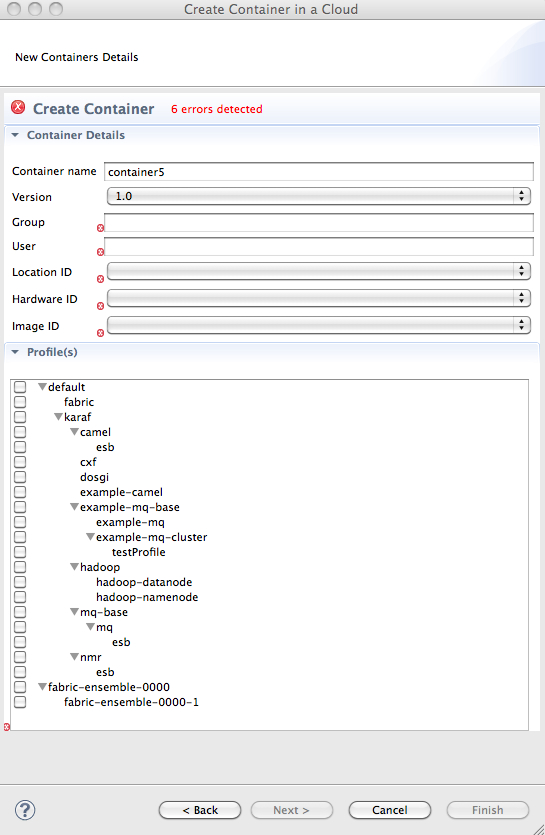 Create Container in a Cloud
New Containers Details
Create Container 6 errors detected
Container Details
Container name container5
Version 1.0
Group
User
Location ID
Hardware ID
Image ID
Profile(s)
default
fabric
karaf
camel
esb
cxf
dosgi
example-camel
example-mq-base
example-mq
example-mq-cluster
testProfile
hadoop
hadoop-datanode
hadoop-namenode
mq-base
mq
esb
nmr
esb
fabric-ensemble-0000
fabric-ensemble-0000-1
? < Back Next > Cancel Finish